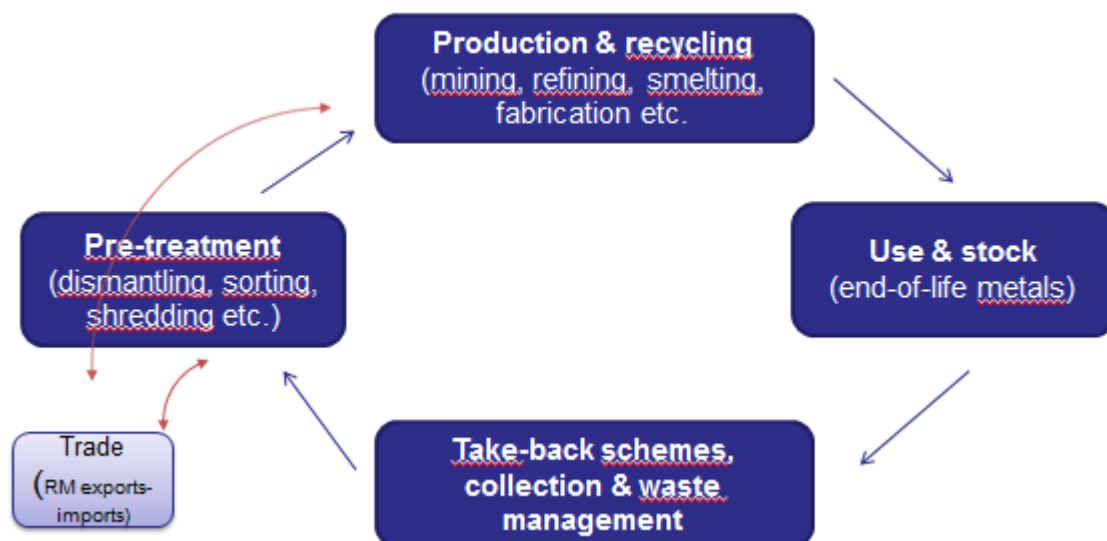 Production & recycling
(mining, refining, smelting,
fabrication etc.
Pre-treatment
(dismantling, sorting,
shredding etc.)
Use & stock
(end-of-life metals)
Trade
(RM exports-
imports)
Take-back schemes,
collection & waste
management